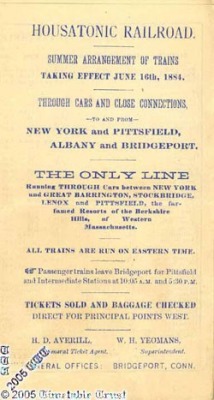 HOUSATONIC RAILROAD.
SUMMER ARRANGEMENT OF TRAINS
TAKING EFFECT JUNE 16th, 1884.
THROUGH CARS AND CLOSE CONNECTIONS,
—TO AND FROM—
NEW YORK and PITTSFIELD,
ALBANY and BRIDGEPORT.
THE ONLY LINE
Running THROUGH Cars between NEW YORK
and GREAT BARRINGTON, STOCKBRIDGE,
LENOX and PITTSFIELD, the far-
famed Resorts of the Berkshire
Hills, of Western
Massachusetts.
ALL TRAINS ARE RUN ON EASTERN TIME.
☞ Passenger trains leave Bridgeport for Pittsfield
and Intermediate Stations at 10:05 A.M. and 5:30 P.M.
TICKETS SOLD AND BAGGAGE CHECKED
DIRECT FOR PRINCIPAL POINTS WEST.
H. D. AVERILL, W. H. YEOMANS,
General Ticket Agent. Superintendent.
GENERAL OFFICES: BRIDGEPORT, CONN.
© 2005 Timetable Tryst